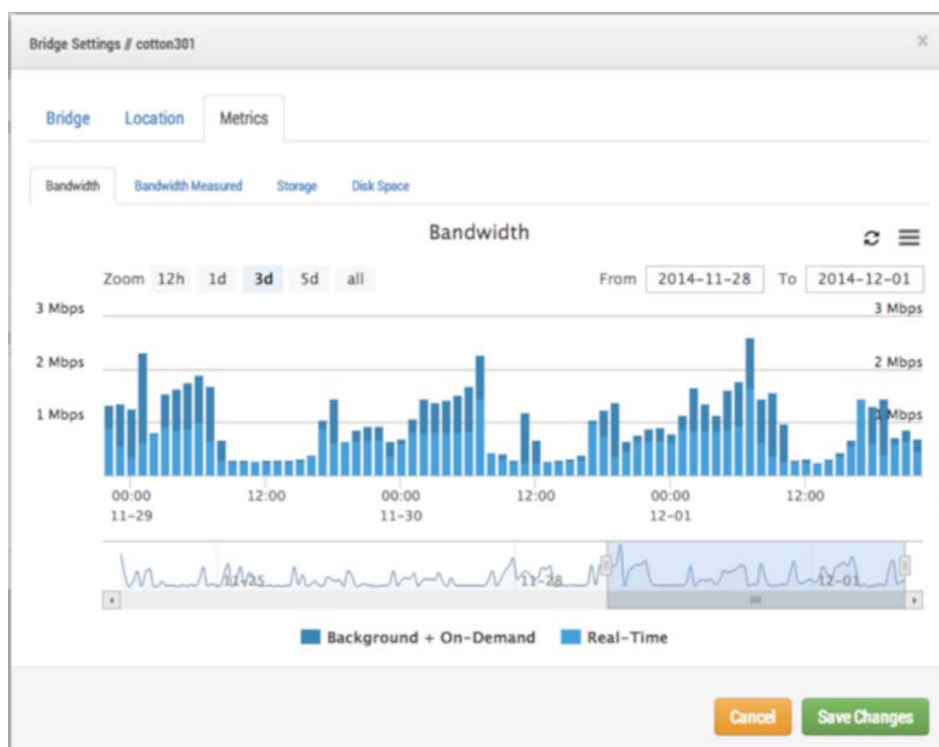 Bridge Settings // cotton301 ×
Bridge Location Metrics
Bandwidth Bandwidth Measured Storage Disk Space
Bandwidth
Zoom 12h 1d 3d 5d all From 2014-11-28 To 2014-12-01
3 Mbps 3 Mbps
2 Mbps 2 Mbps
1 Mbps 1 Mbps
00:00 12:00 00:00 12:00 00:00 12:00
11-29 11-30 12-01
11-25 11-28 12-01
Background + On-Demand Real-Time
Cancel Save Changes